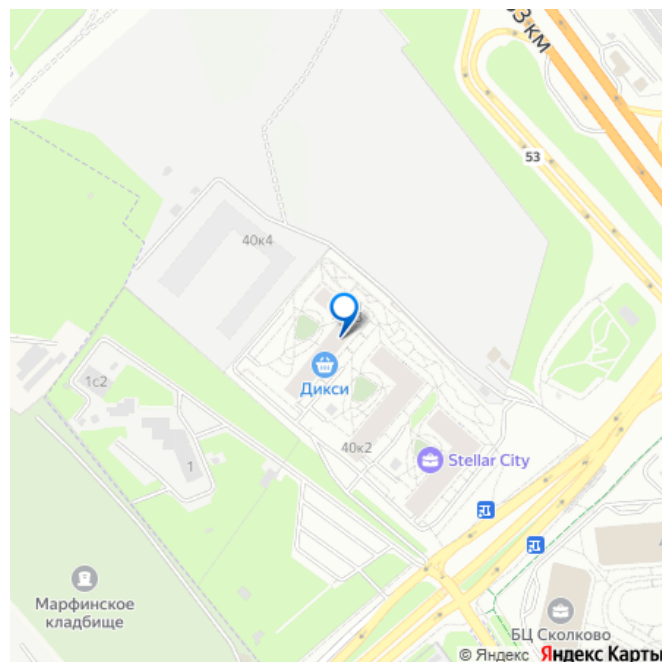 53 КМ
53
40к4
Дикси
1с2
40к2
Stellar City
1
Марфинское
кладбище
БЦ Сколково
© Яндекс Яндекс Карты